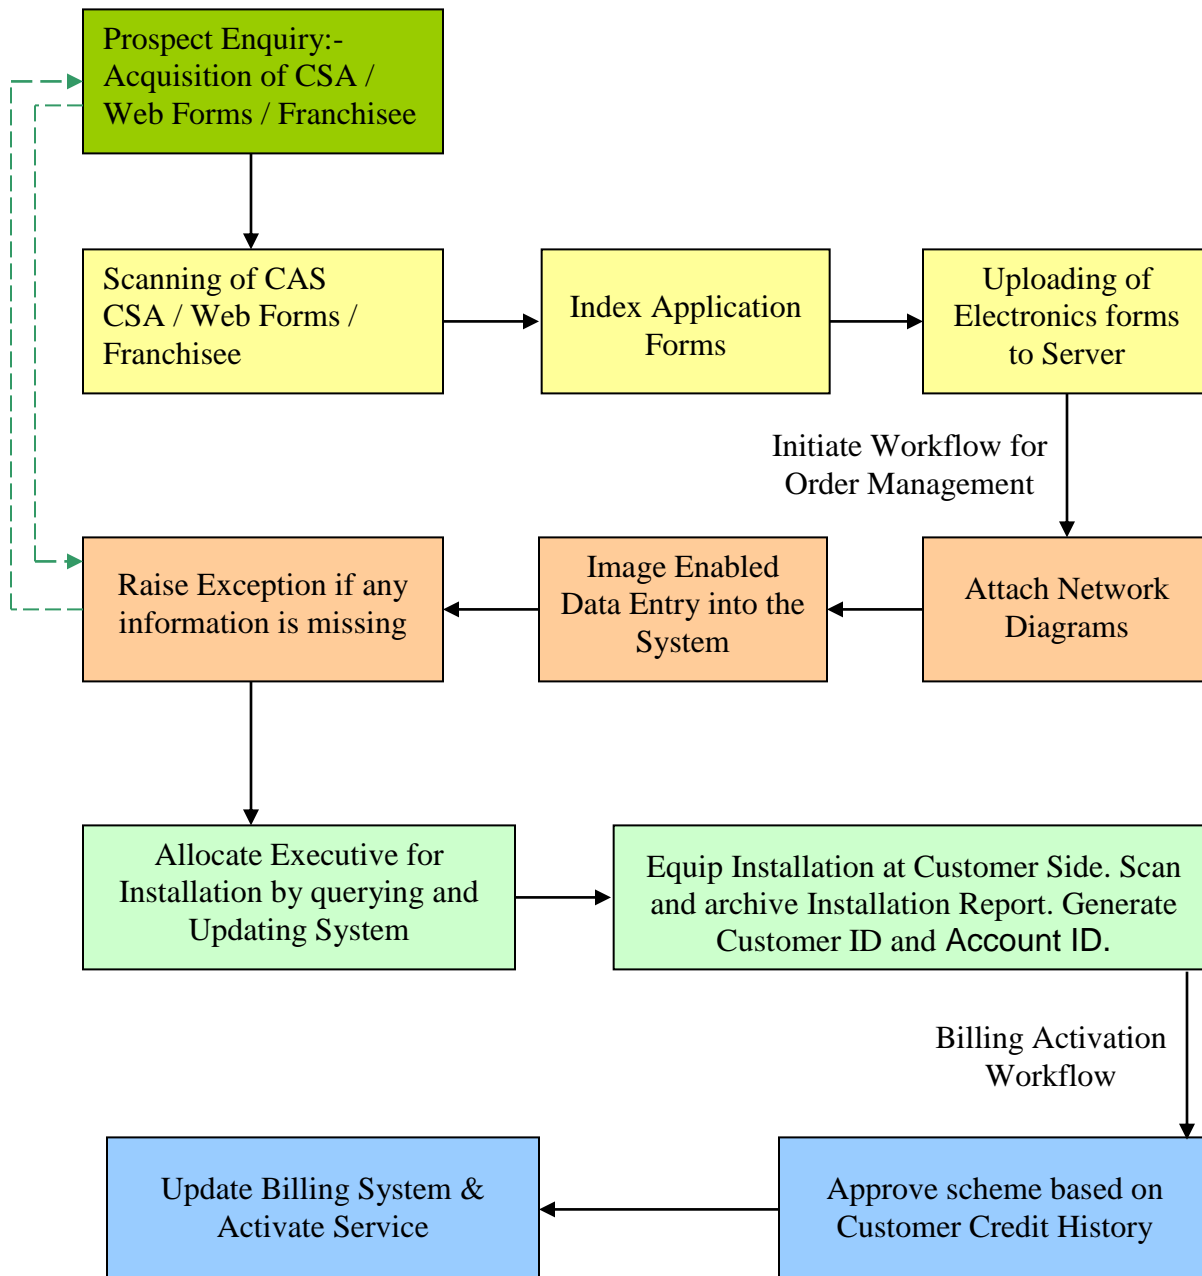 Prospect Enquiry:-
Acquisition of CSA /
Web Forms / Franchisee
Scanning of CAS
CSA / Web Forms /
Franchisee
Index Application
Forms
Uploading of
Electronics forms
to Server
Initiate Workflow for
Order Management
Raise Exception if any
information is missing
Image Enabled
Data Entry into the
System
Attach Network
Diagrams
Allocate Executive for
Installation by querying and
Updating System
Equip Installation at Customer Side. Scan
and archive Installation Report. Generate
Customer ID and Account ID.
Billing Activation
Workflow
Update Billing System &
Activate Service
Approve scheme based on
Customer Credit History